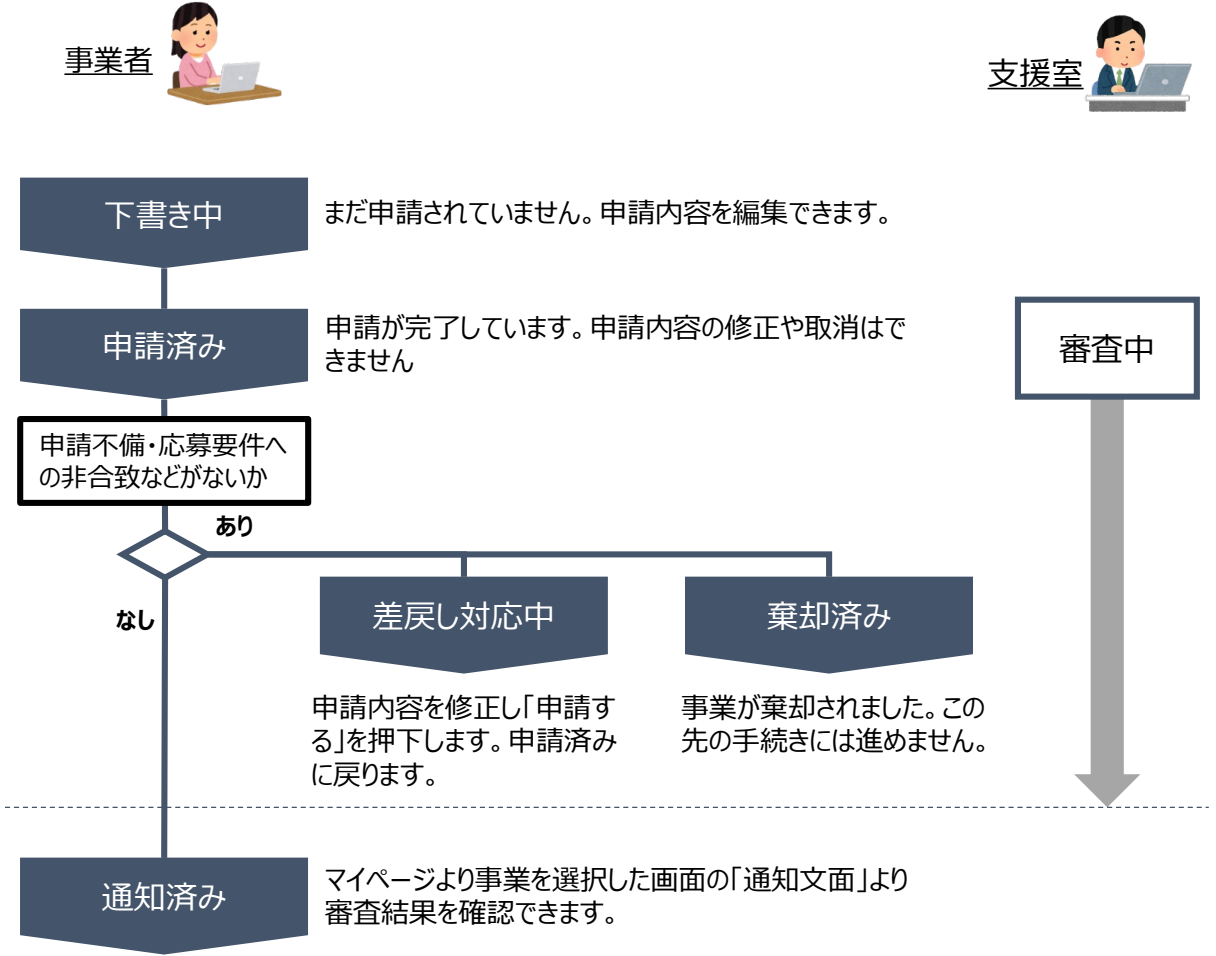 事業者
支援室
下書き中
まだ申請されていません。申請内容を編集できます。
申請済み
申請が完了しています。申請内容の修正や取消はで
きません
審査中
申請不備・応募要件へ
の非合致などがないか
あり
なし
差戻し対応中
棄却済み
申請内容を修正し「申請す
る」を押下します。申請済み
に戻ります。
事業が棄却されました。この
先の手続きには進めません。
通知済み
マイページより事業を選択した画面の「通知文面」より
審査結果を確認できます。